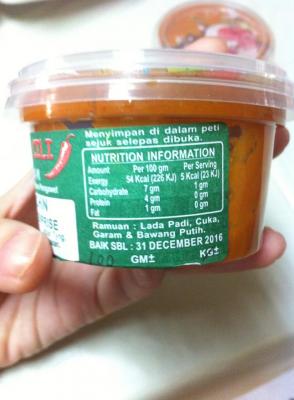 Menyimpan di dalam peti
sejuk selepas dibuka.
NUTRITION INFORMATION
Amount Per 100 gm Per Serving
Energy 54 Kcal (226 KJ) 5 Kcal (23 KJ)
Carbohydrate 7 gm 1 gm
Protein 4 gm 0 gm
Fat 1 gm 0 gm
Ramuan : Lada Padi, Cuka,
Garam & Bawang Putih.
BAIK SBL : 31 DECEMBER 2016
100 GM± KG±